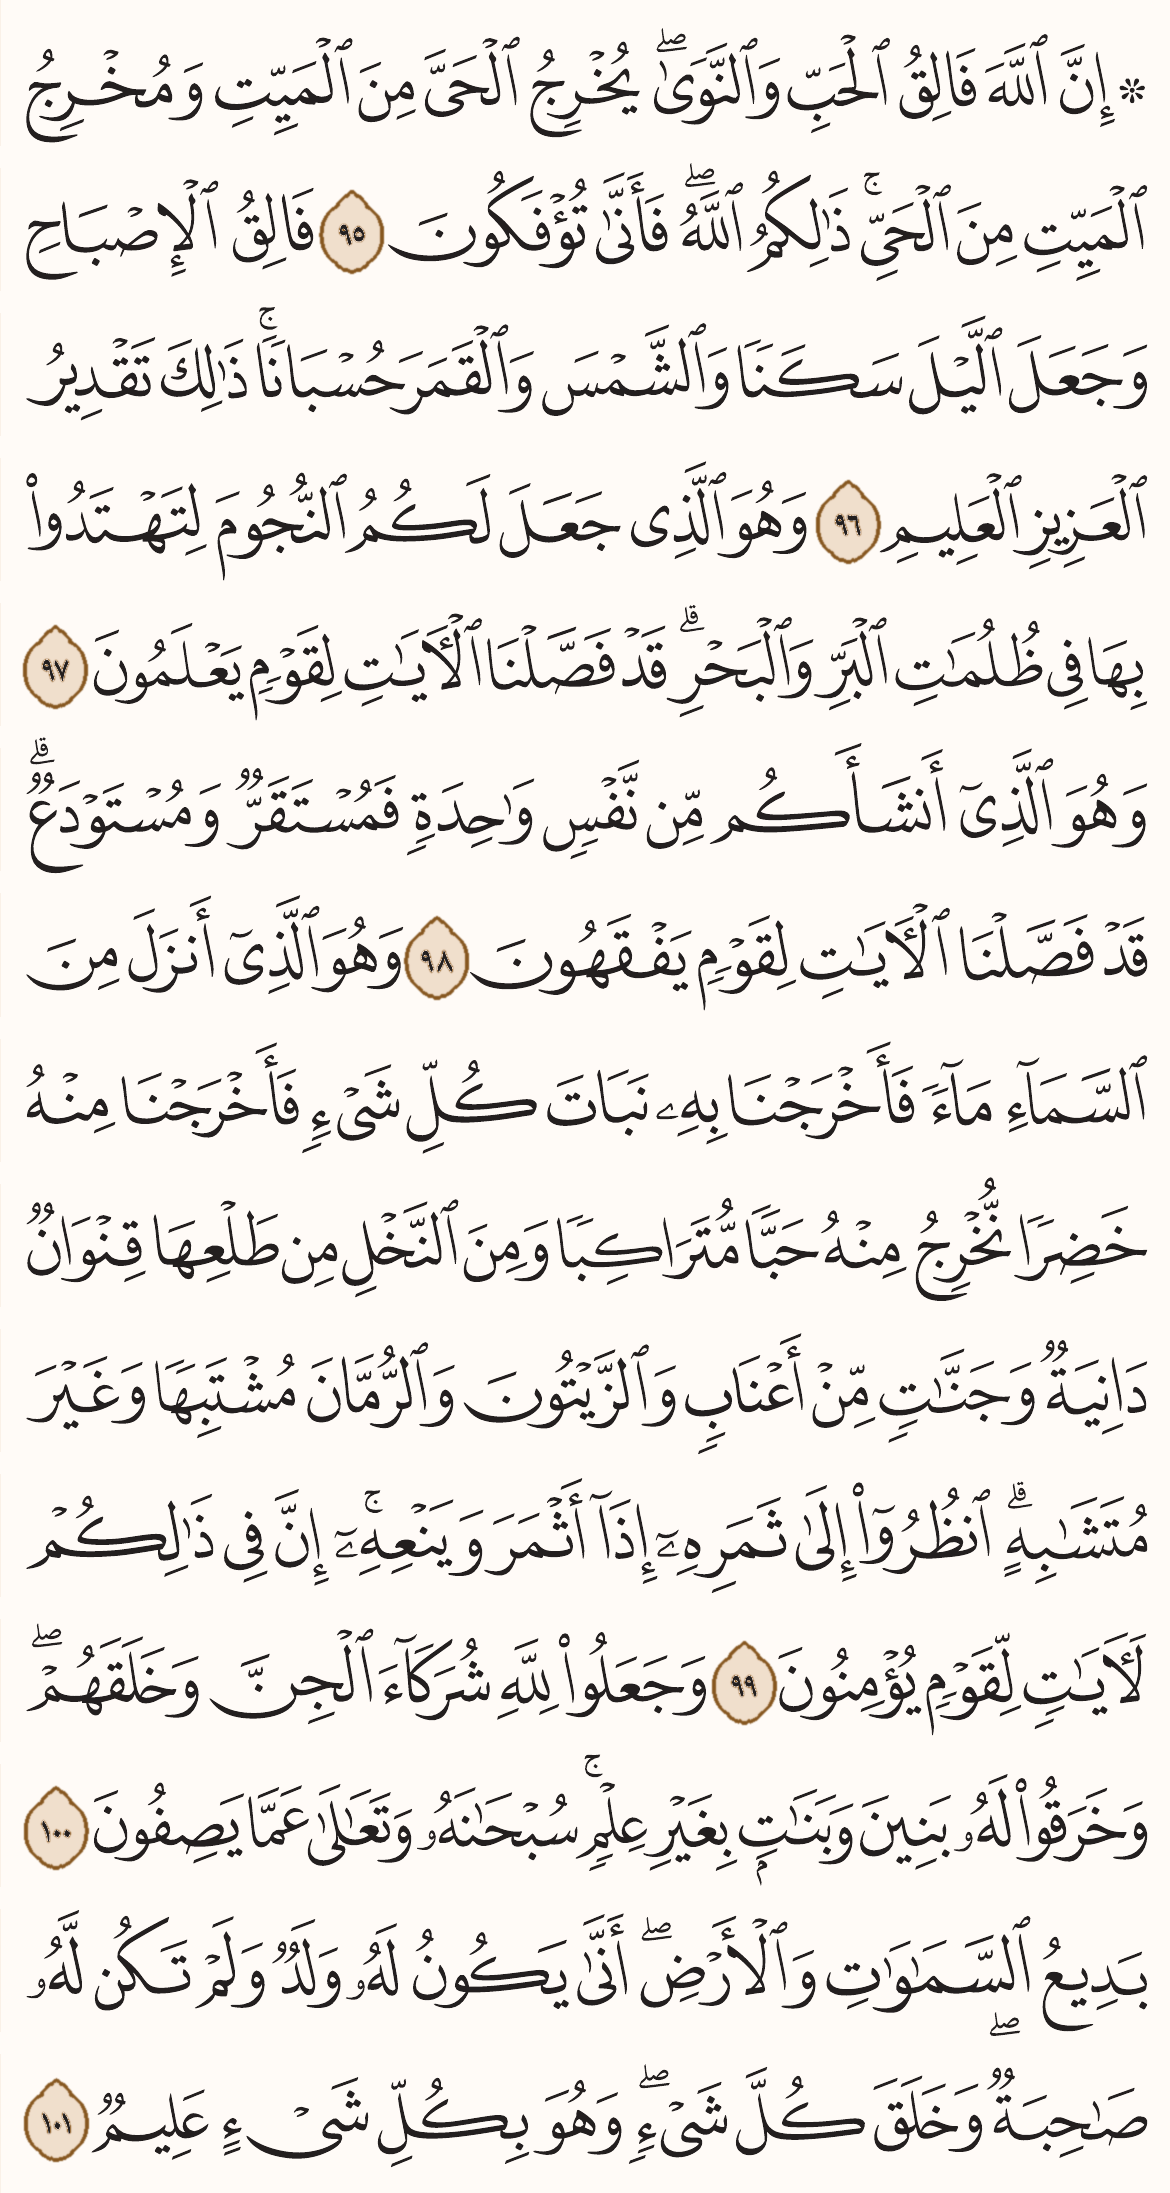 ۞ إِنَّ ٱللَّهَ فَالِقُ ٱلْحَبِّ وَٱلنَّوَىٰۖ يُخْرِجُ ٱلْحَىَّ مِنَ ٱلْمَيِّتِ وَمُخْرِجُ
ٱلْمَيِّتِ مِنَ ٱلْحَىِّۚ ذَٰلِكُمُ ٱللَّهُۖ فَأَنَّىٰ تُؤْفَكُونَ ٩٥ فَالِقُ ٱلْإِصْبَاحِ
وَجَعَلَ ٱلَّيْلَ سَكَنًا وَٱلشَّمْسَ وَٱلْقَمَرَ حُسْبَانًاۚ ذَٰلِكَ تَقْدِيرُ
ٱلْعَزِيزِ ٱلْعَلِيمِ ٩٦ وَهُوَ ٱلَّذِى جَعَلَ لَكُمُ ٱلنُّجُومَ لِتَهْتَدُوا۟
بِهَا فِى ظُلُمَٰتِ ٱلْبَرِّ وَٱلْبَحْرِۗ قَدْ فَصَّلْنَا ٱلْـَٔايَٰتِ لِقَوْمٍ يَعْلَمُونَ ٩٧
وَهُوَ ٱلَّذِىٓ أَنشَأَكُم مِّن نَّفْسٍ وَٰحِدَةٍ فَمُسْتَقَرٌّ وَمُسْتَوْدَعٌۗ
قَدْ فَصَّلْنَا ٱلْـَٔايَٰتِ لِقَوْمٍ يَفْقَهُونَ ٩٨ وَهُوَ ٱلَّذِىٓ أَنزَلَ مِنَ
ٱلسَّمَآءِ مَآءً فَأَخْرَجْنَا بِهِۦ نَبَاتَ كُلِّ شَىْءٍ فَأَخْرَجْنَا مِنْهُ
خَضِرًا نُّخْرِجُ مِنْهُ حَبًّا مُّتَرَاكِبًا وَمِنَ ٱلنَّخْلِ مِن طَلْعِهَا قِنْوَانٌ
دَانِيَةٌ وَجَنَّٰتٍ مِّنْ أَعْنَابٍ وَٱلزَّيْتُونَ وَٱلرُّمَّانَ مُشْتَبِهًا وَغَيْرَ
مُتَشَٰبِهٍۗ ٱنظُرُوٓا۟ إِلَىٰ ثَمَرِهِۦٓ إِذَآ أَثْمَرَ وَيَنْعِهِۦٓۚ إِنَّ فِى ذَٰلِكُمْ
لَـَٔايَٰتٍ لِّقَوْمٍ يُؤْمِنُونَ ٩٩ وَجَعَلُوا۟ لِلَّهِ شُرَكَآءَ ٱلْجِنَّ وَخَلَقَهُمْۖ
وَخَرَقُوا۟ لَهُۥ بَنِينَ وَبَنَٰتٍۭ بِغَيْرِ عِلْمٍۚ سُبْحَٰنَهُۥ وَتَعَٰلَىٰ عَمَّا يَصِفُونَ ١٠٠
بَدِيعُ ٱلسَّمَٰوَٰتِ وَٱلْأَرْضِۖ أَنَّىٰ يَكُونُ لَهُۥ وَلَدٌ وَلَمْ تَكُن لَّهُۥ
صَٰحِبَةٌۖ وَخَلَقَ كُلَّ شَىْءٍۖ وَهُوَ بِكُلِّ شَىْءٍ عَلِيمٌ ١٠١